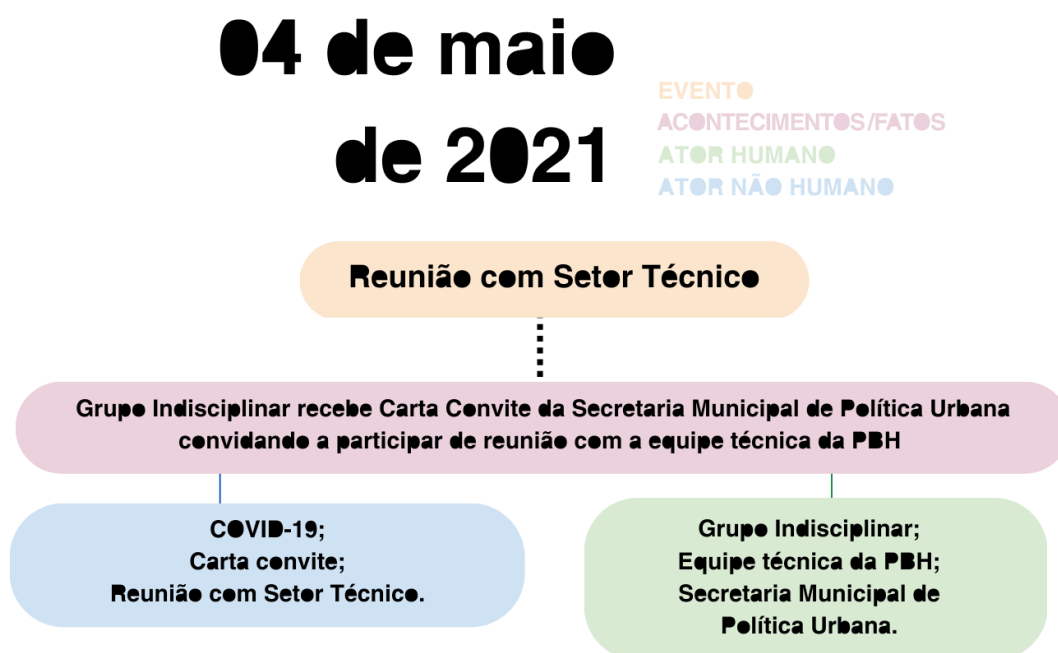 04 de maio
de 2021
EVENTO
ACONTECIMENTOS/FATOS
ATOR HUMANO
ATOR NÃO HUMANO
Reunião com Setor Técnico
Grupo Indisciplinar recebe Carta Convite da Secretaria Municipal de Política Urbana
convidando a participar de reunião com a equipe técnica da PBH
COVID-19;
Carta convite;
Reunião com Setor Técnico.
Grupo Indisciplinar;
Equipe técnica da PBH;
Secretaria Municipal de
Política Urbana.